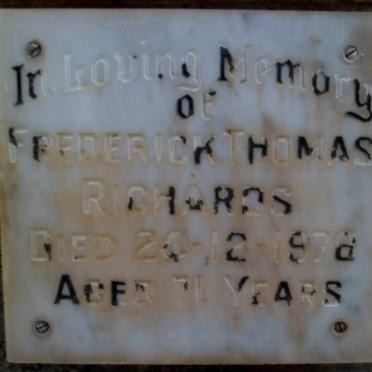 In Loving Memory
of
FREDERICK THOMAS
RICHARDS
DIED 24-12-1978
AGED 71 YEARS